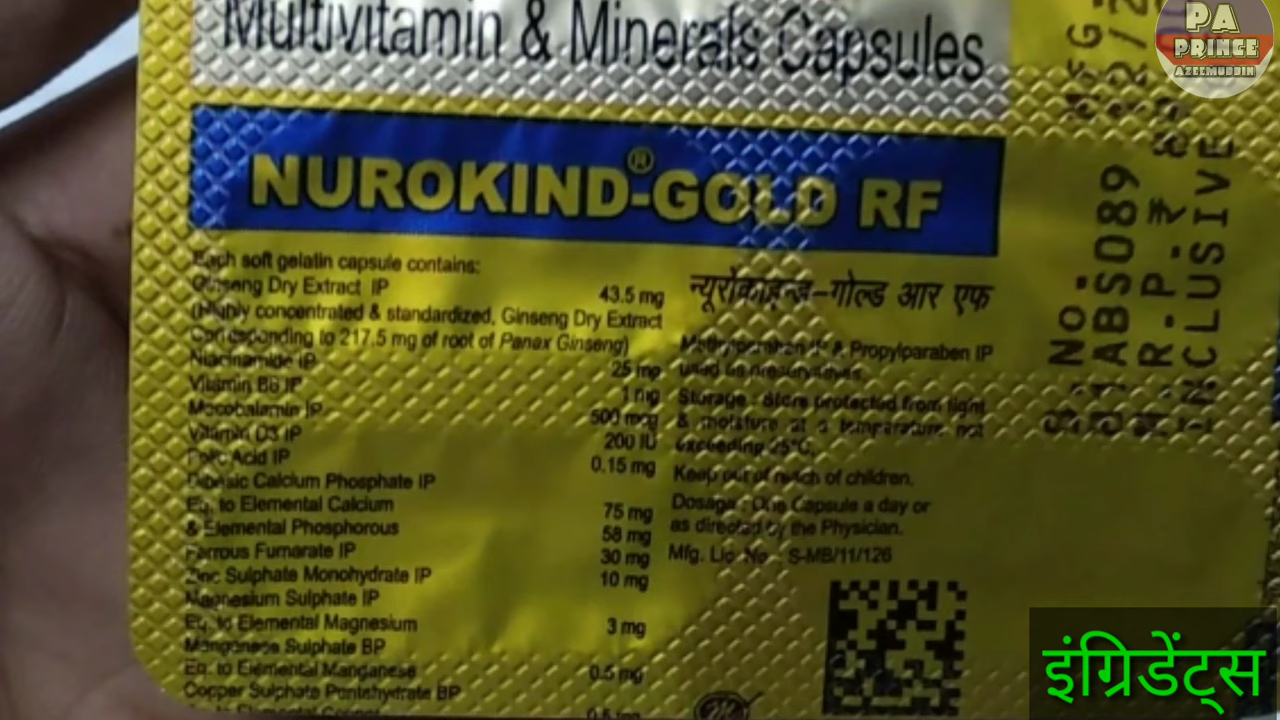 Multivitamin & Minerals Capsules
NUROKIND®-GOLD RF
Each soft gelatin capsule contains:
Ginseng Dry Extract IP 43.5 mg
(Highly concentrated & standardized, Ginseng Dry Extract
Corresponding to 217.5 mg of root of Panax Ginseng)
Niacinamide IP 25 mg
Vitamin B6 IP 1 mg
Mecobalamin IP 500 mcg
Vitamin D3 IP 200 IU
Folic Acid IP 0.15 mg
Dibasic Calcium Phosphate IP
Eq. to Elemental Calcium 75 mg
& Elemental Phosphorous 58 mg
Ferrous Fumarate IP 30 mg
Zinc Sulphate Monohydrate IP 10 mg
Magnesium Sulphate IP
Eq. to Elemental Magnesium 3 mg
Manganese Sulphate BP
Eq. to Elemental Manganese 0.5 mg
Copper Sulphate Pentahydrate BP
न्यूरोकाइन्ड-गोल्ड आर एफ
Methylparaben IP & Propylparaben IP
used as preservatives.
Storage : Store protected from light
& moisture at a temperature not
exceeding 25°C.
Keep out of reach of children.
Dosage : One Capsule a day or
as directed by the Physician.
Mfg. Lic. No. S-MB/11/126
B. NO.
B1ABS089
M.R.P. ₹
INCLUSIVE
PA
PRINCE
AZEEMUDDIN
इंग्रिडेंट्स